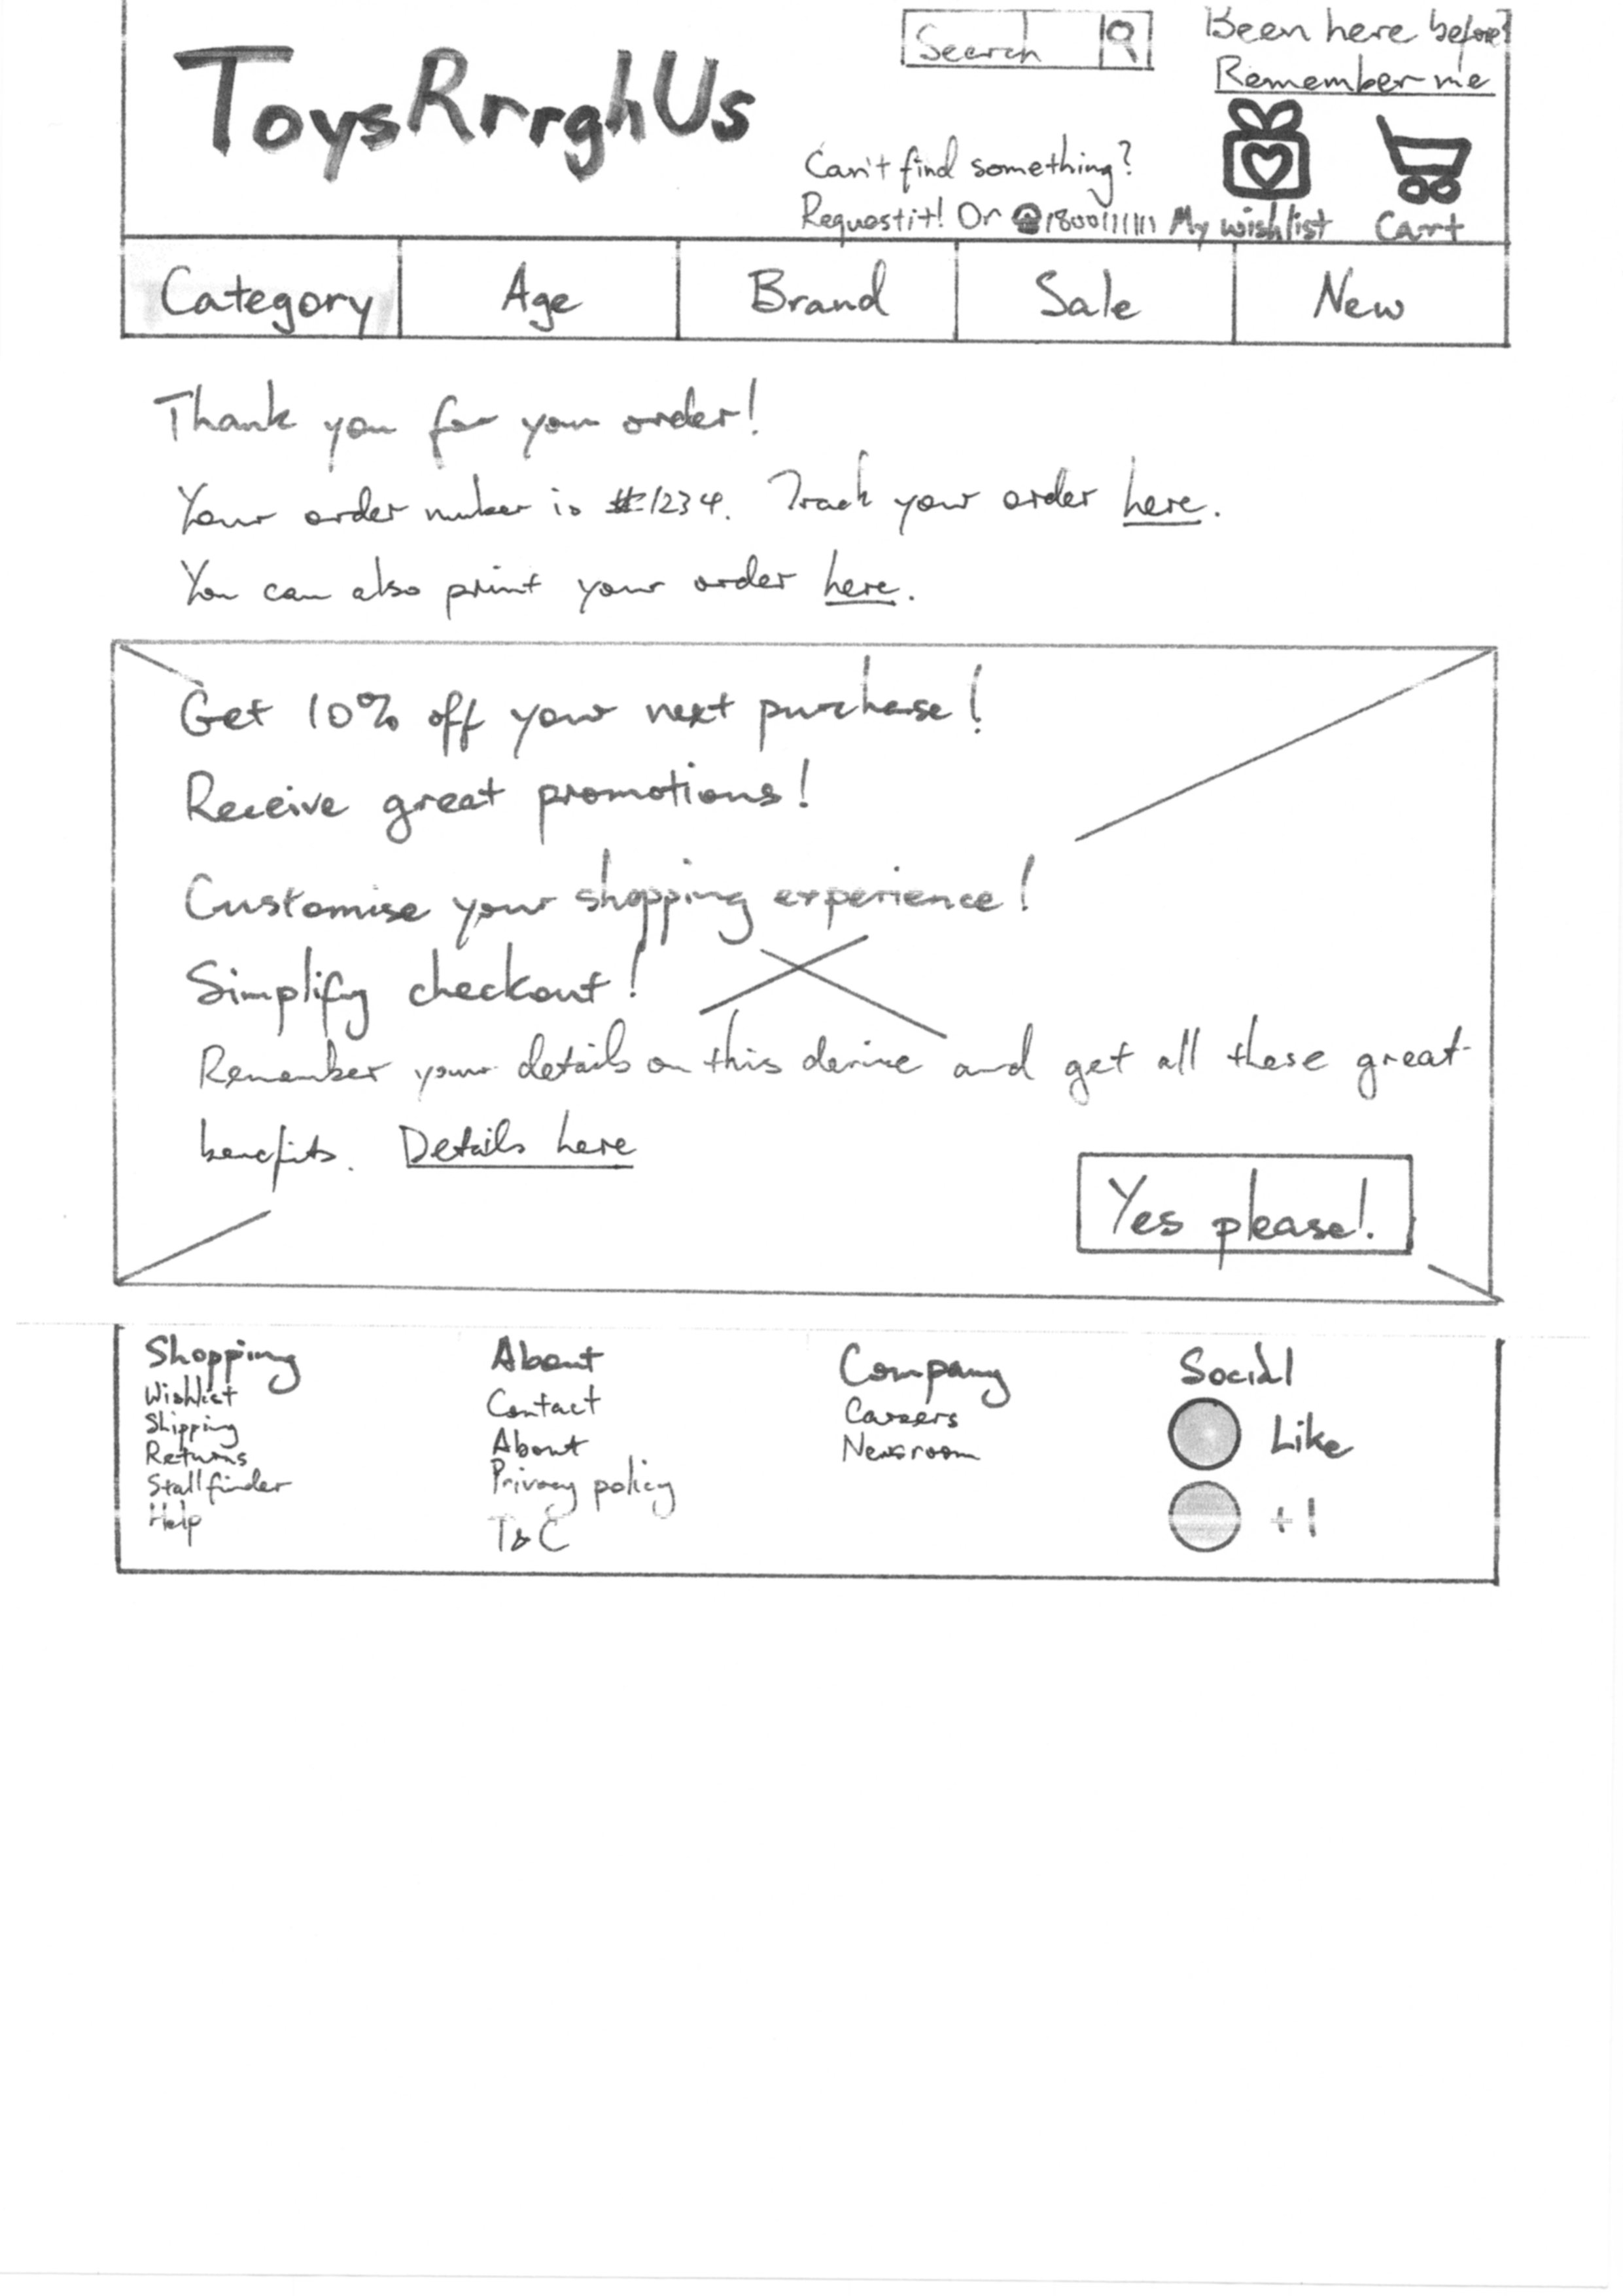 ToysRrrghUs
Search
Been here before?
Remember me
Can't find something?
Request it! Or ☎1800111111
My wishlist
Cart
Category
Age
Brand
Sale
New
Thank you for your order!
Your order number is #1234. Track your order here.
You can also print your order here.
Get 10% off your next purchase!
Receive great promotions!
Customise your shopping experience!
Simplify checkout!
Remember your details on this device and get all these great
benefits. Details here
Yes please!
Shopping
Wishlist
Shipping
Returns
Stall finder
Help
About
Contact
About
Privacy policy
T&C
Company
Careers
Newsroom
Social
Like
+1